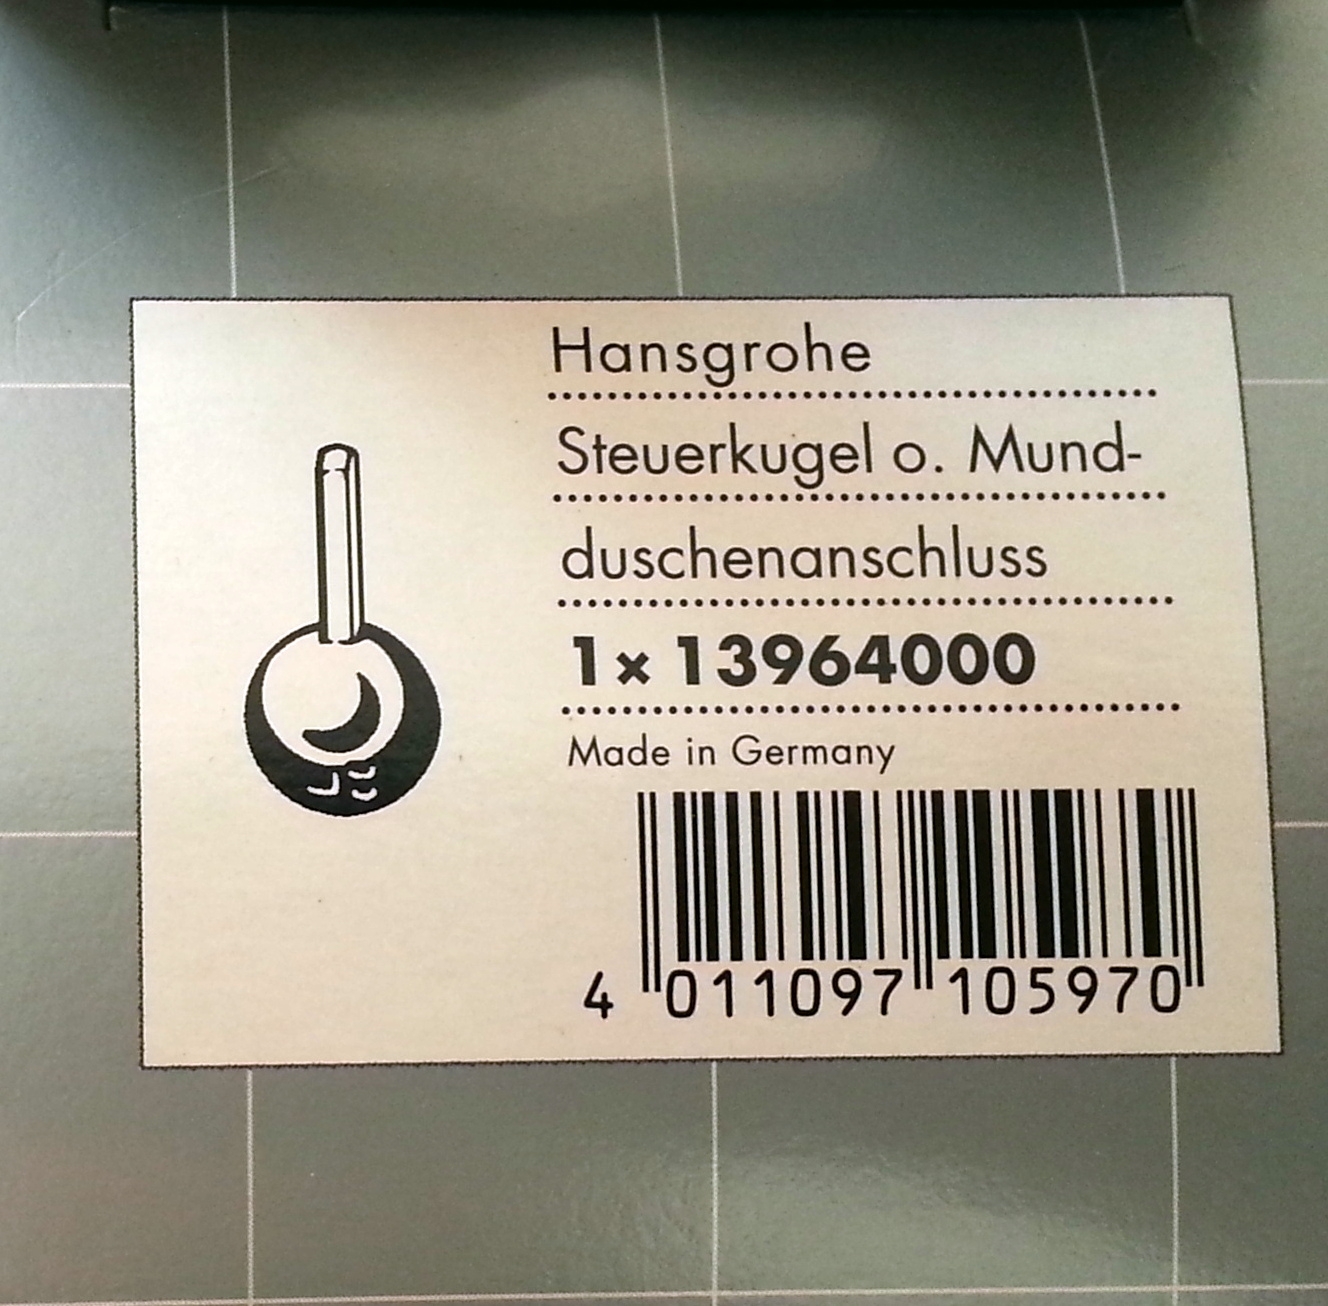 Hansgrohe
Steuerkugel o. Mund-
duschenanschluss
1 x 13964000
Made in Germany
4 011097 105970